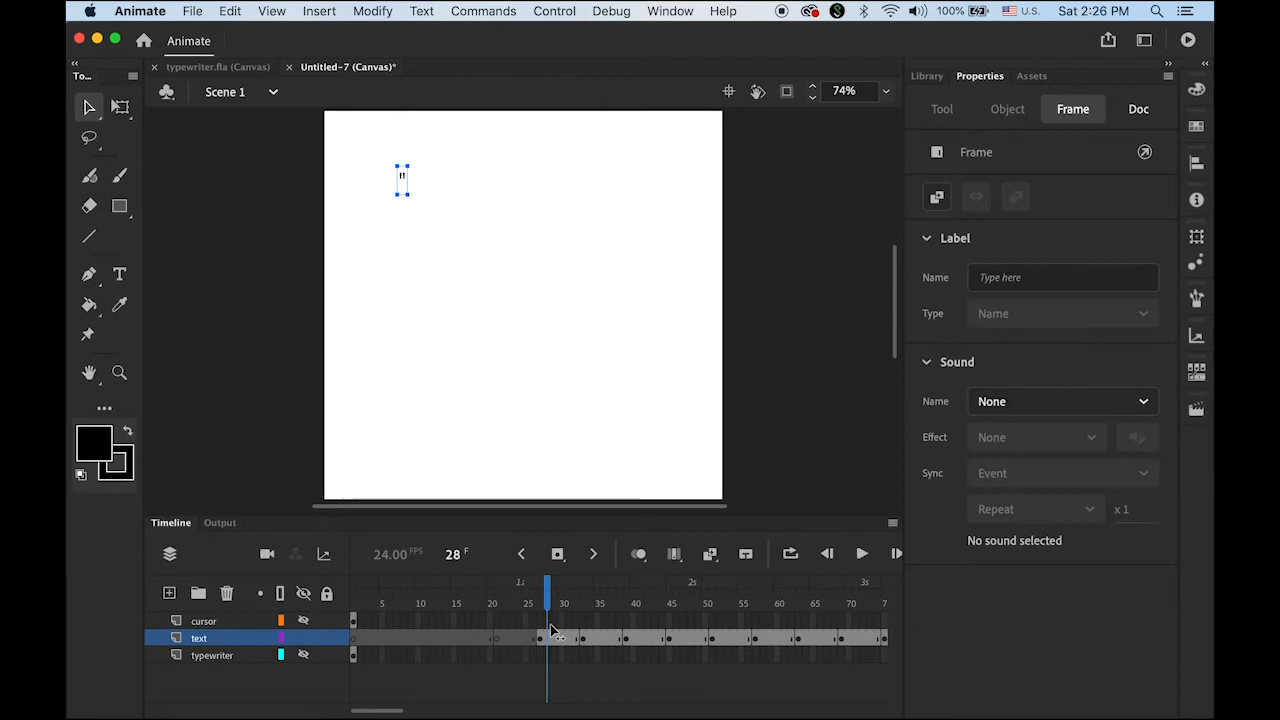 Animate File Edit View Insert Modify Text Commands Control Debug Window Help 100% U.S. Sat 2:26 PM
Animate
To... typewriter.fla (Canvas) Untitled-7 (Canvas)* Library Properties Assets
Scene 1 74%
Tool Object Frame Doc
Frame
"
Label
Name Type here
Type Name
Sound
Name None
Effect None
Sync Event
Repeat x 1
No sound selected
Timeline Output
24.00 FPS 28 F
1s 2s 3s
5 10 15 20 25 30 35 40 45 50 55 60 65 70 7
cursor
text
typewriter